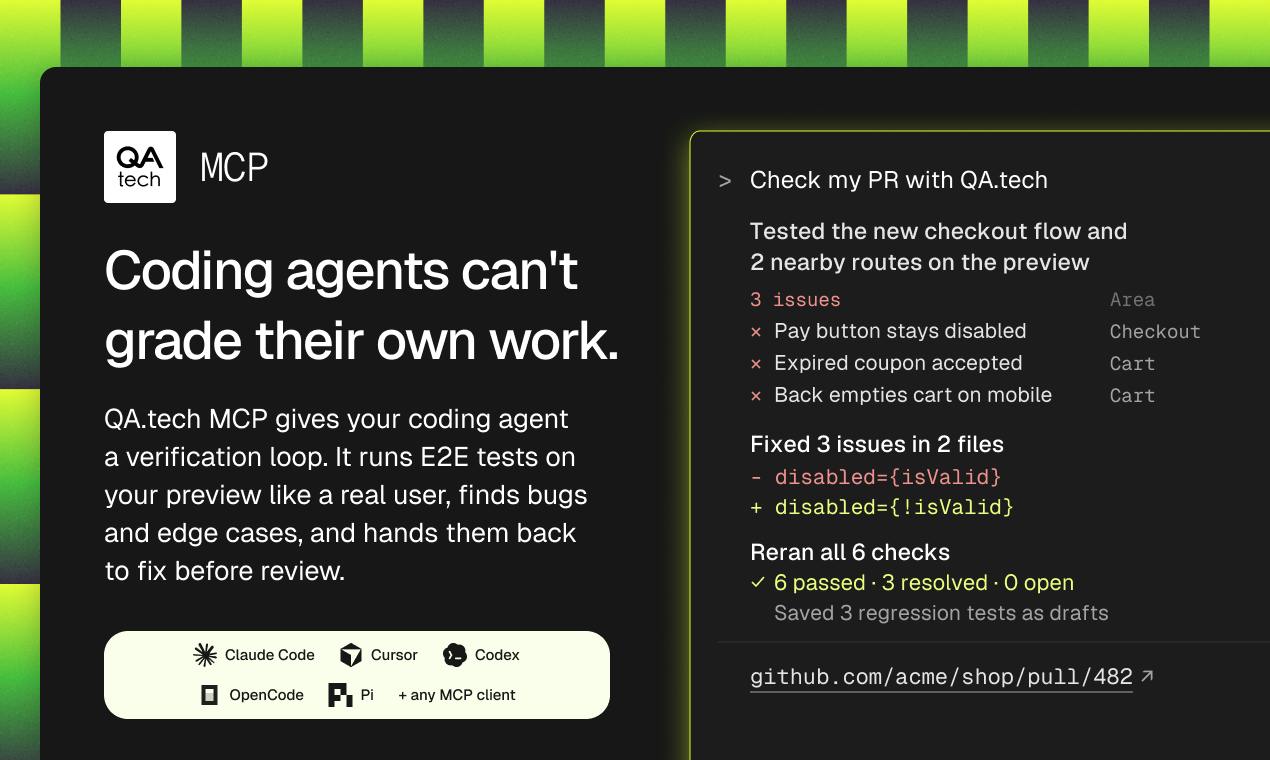 QA
tech
MCP
Coding agents can't
grade their own work.
QA.tech MCP gives your coding agent
a verification loop. It runs E2E tests on
your preview like a real user, finds bugs
and edge cases, and hands them back
to fix before review.
Claude Code Cursor Codex
OpenCode Pi + any MCP client
> Check my PR with QA.tech
Tested the new checkout flow and
2 nearby routes on the preview
3 issues Area
× Pay button stays disabled Checkout
× Expired coupon accepted Cart
× Back empties cart on mobile Cart
Fixed 3 issues in 2 files
- disabled={isValid}
+ disabled={!isValid}
Reran all 6 checks
✓ 6 passed · 3 resolved · 0 open
Saved 3 regression tests as drafts
github.com/acme/shop/pull/482 ↗